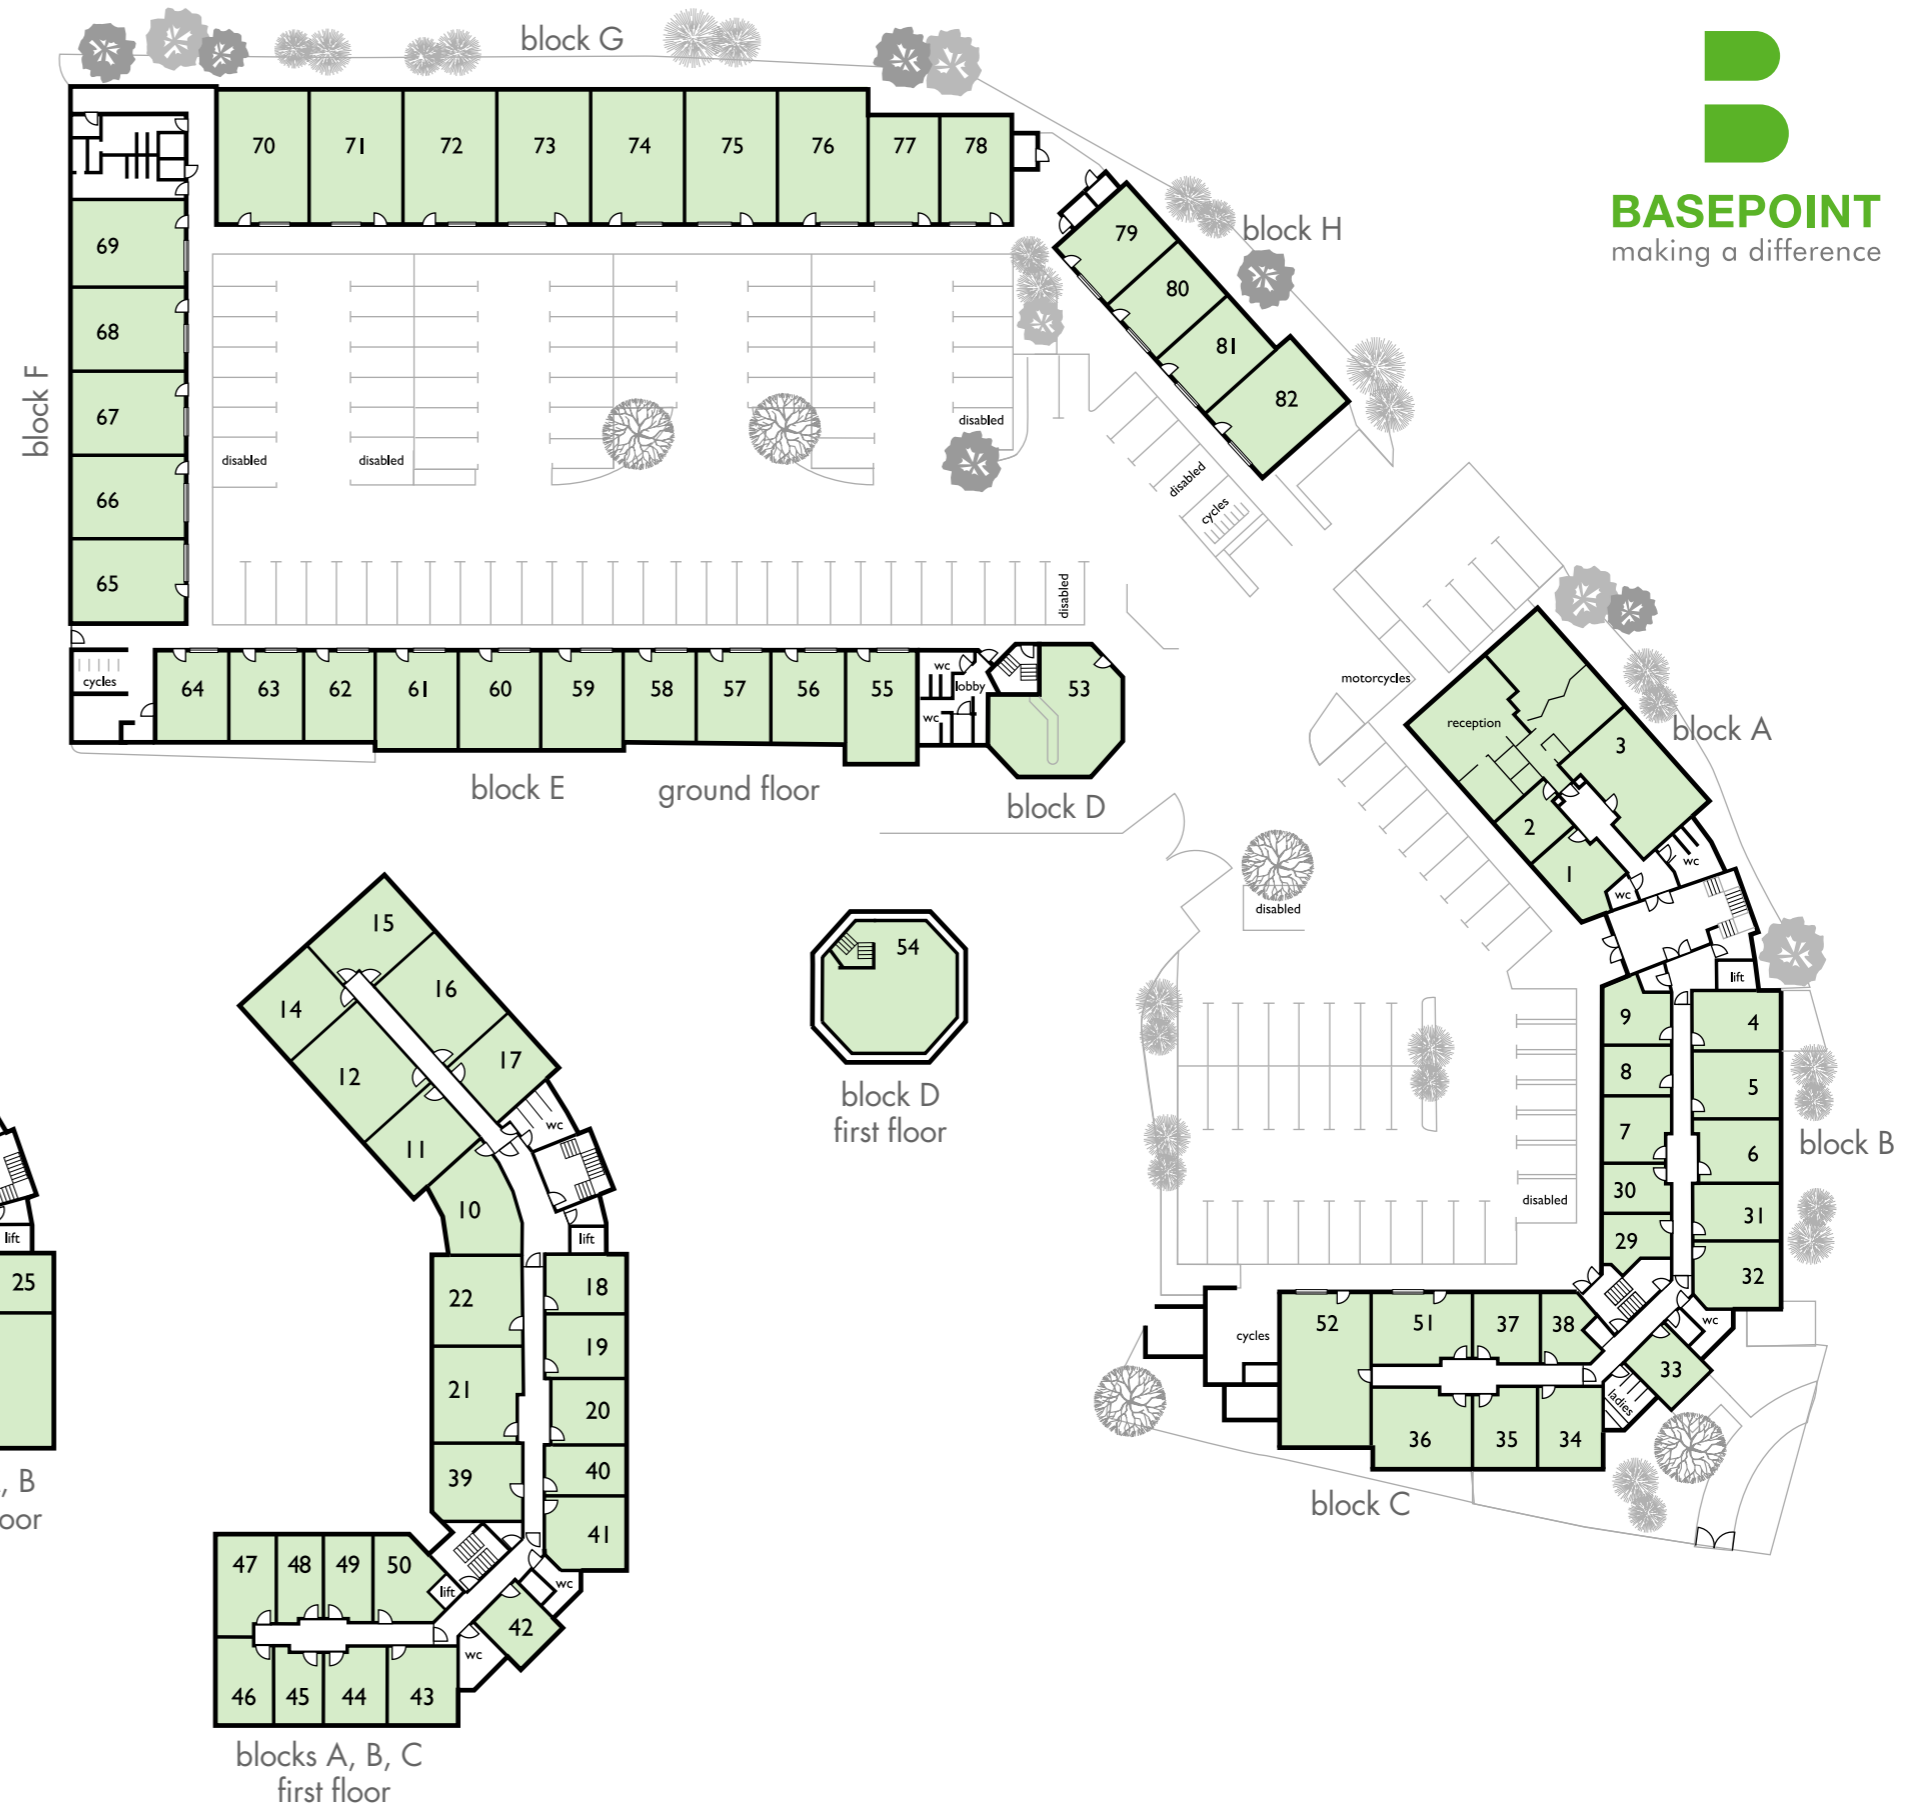 block G
BASEPOINT
making a difference
70
71
72
73
74
75
76
77
78
block H
79
80
81
82
block F
69
68
67
66
65
disabled
disabled
disabled
disabled
cycles
disabled
cycles
64
63
62
61
60
59
58
57
56
55
wc
wc
lobby
53
block E
ground floor
block D
motorcycles
reception
block A
3
2
1
wc
wc
lift
disabled
9
8
7
30
29
4
5
6
31
32
block B
disabled
cycles
52
51
37
38
33
wc
ladies
36
35
34
block C
54
block D
first floor
15
14
16
12
17
11
10
wc
lift
22
21
39
18
19
20
40
41
47
48
49
50
lift
wc
42
wc
46
45
44
43
blocks A, B, C
first floor
lift
25
, B
oor